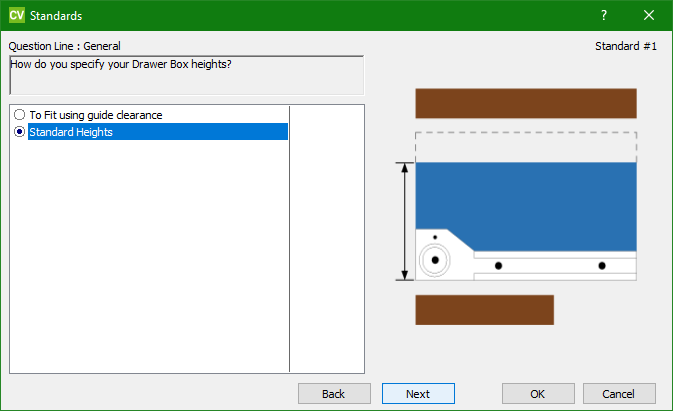 CV Standards
?
Question Line : General
Standard #1
How do you specify your Drawer Box heights?
To Fit using guide clearance
Standard Heights
Back
Next
OK
Cancel